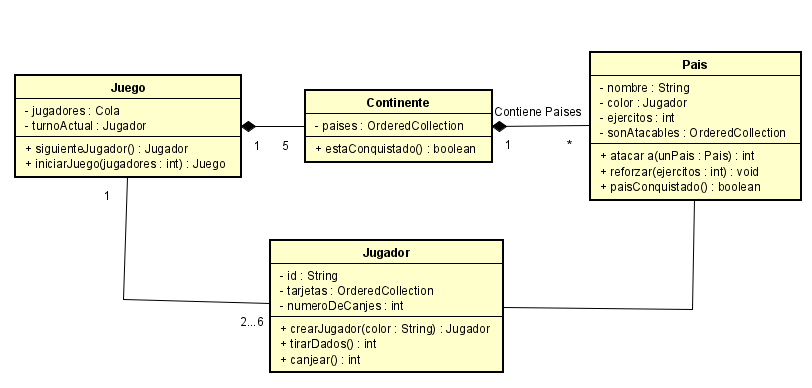 Juego
- jugadores : Cola
- turnoActual : Jugador
+ siguienteJugador() : Jugador
+ iniciarJuego(jugadores : int) : Juego
1
5
Continente
- paises : OrderedCollection
+ estaConquistado() : boolean
Contiene Paises
1
*
Pais
- nombre : String
- color : Jugador
- ejercitos : int
- sonAtacables : OrderedCollection
+ atacar a(unPais : Pais) : int
+ reforzar(ejercitos : int) : void
+ paisConquistado() : boolean
1
2...6
Jugador
- id : String
- tarjetas : OrderedCollection
- numeroDeCanjes : int
+ crearJugador(color : String) : Jugador
+ tirarDados() : int
+ canjear() : int